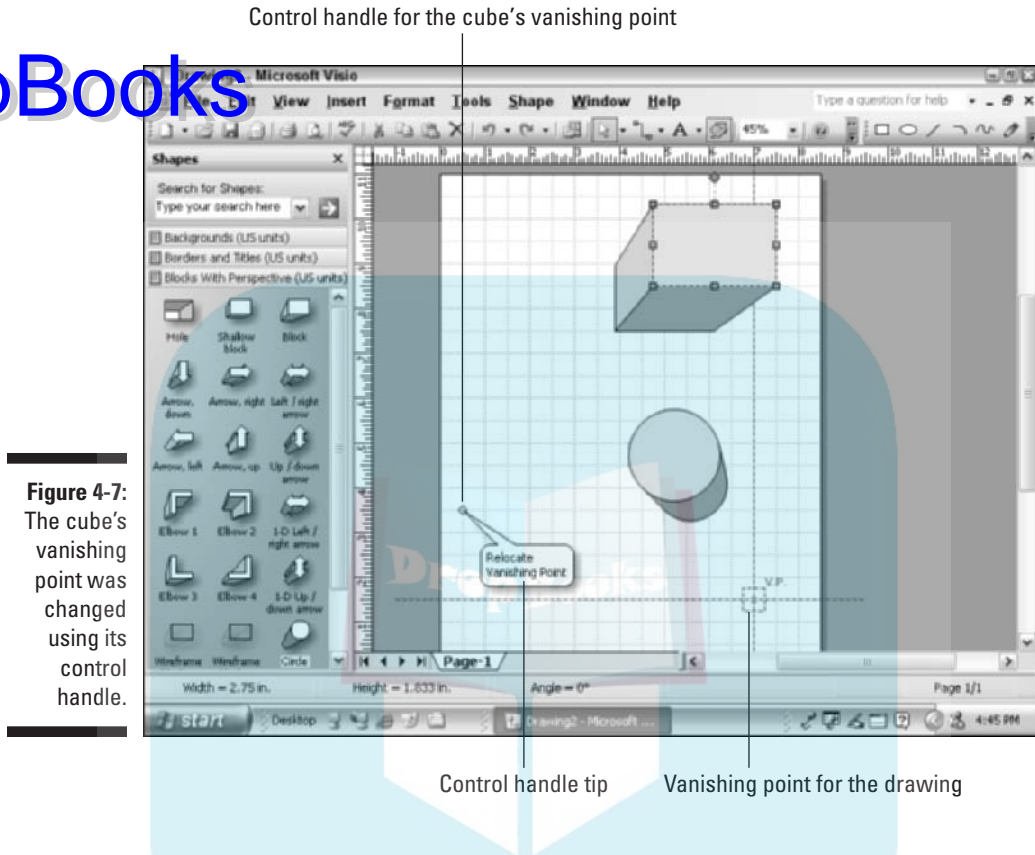 Control handle for the cube's vanishing point
oBooks
Drawing2 - Microsoft Visio
File Edit View Insert Format Tools Shape Window Help
Type a question for help
45%
Shapes
Search for Shapes:
Type your search here
Backgrounds (US units)
Borders and Titles (US units)
Blocks With Perspective (US units)
Hole
Shallow block
Block
Arrow, down
Arrow, right
Left / right arrow
Arrow, left
Arrow, up
Up / down arrow
Elbow 1
Elbow 2
1-D Left / right arrow
Elbow 3
Elbow 4
1-D Up / down arrow
Wireframe
Wireframe
Circle
Relocate
Vanishing Point
DropBooks
V.P.
Page-1
Width = 2.75 in.
Height = 1.833 in.
Angle = 0°
Page 1/1
start
Desktop
Drawing2 - Microsoft ...
4:45 PM
Figure 4-7:
The cube's
vanishing
point was
changed
using its
control
handle.
Control handle tip
Vanishing point for the drawing